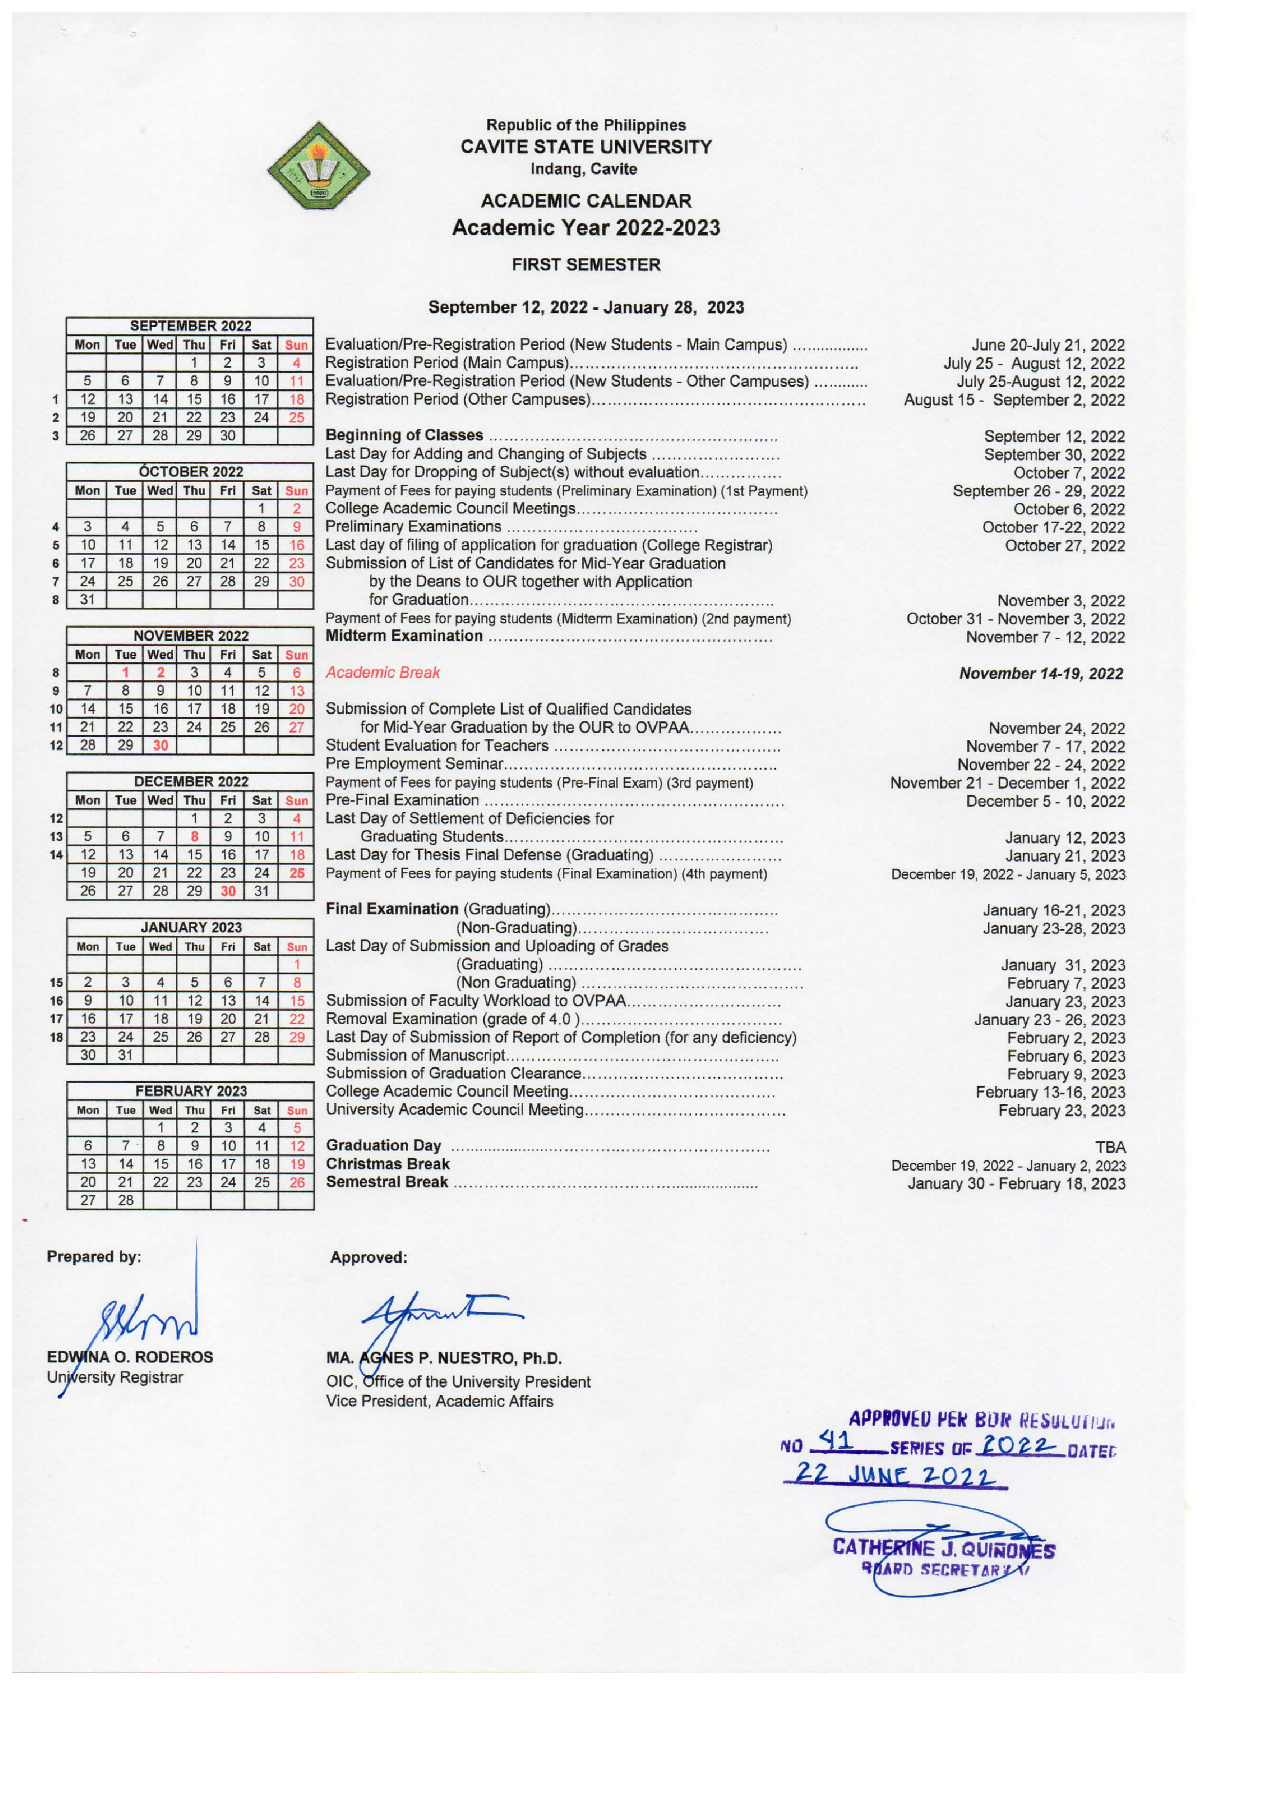 Republic of the Philippines
CAVITE STATE UNIVERSITY
Indang, Cavite
ACADEMIC CALENDAR
Academic Year 2022-2023
FIRST SEMESTER
September 12, 2022 - January 28, 2023
SEPTEMBER 2022
Mon Tue Wed Thu Fri Sat Sun
1 2 3 4
5 6 7 8 9 10 11
1 12 13 14 15 16 17 18
2 19 20 21 22 23 24 25
3 26 27 28 29 30
OCTOBER 2022
Mon Tue Wed Thu Fri Sat Sun
1 2
4 3 4 5 6 7 8 9
5 10 11 12 13 14 15 16
6 17 18 19 20 21 22 23
7 24 25 26 27 28 29 30
8 31
NOVEMBER 2022
Mon Tue Wed Thu Fri Sat Sun
8 1 2 3 4 5 6
9 7 8 9 10 11 12 13
10 14 15 16 17 18 19 20
11 21 22 23 24 25 26 27
12 28 29 30
DECEMBER 2022
Mon Tue Wed Thu Fri Sat Sun
12 1 2 3 4
13 5 6 7 8 9 10 11
14 12 13 14 15 16 17 18
19 20 21 22 23 24 25
26 27 28 29 30 31
JANUARY 2023
Mon Tue Wed Thu Fri Sat Sun
1
15 2 3 4 5 6 7 8
16 9 10 11 12 13 14 15
17 16 17 18 19 20 21 22
18 23 24 25 26 27 28 29
30 31
FEBRUARY 2023
Mon Tue Wed Thu Fri Sat Sun
1 2 3 4 5
6 7 8 9 10 11 12
13 14 15 16 17 18 19
20 21 22 23 24 25 26
27 28
Evaluation/Pre-Registration Period (New Students - Main Campus) ................ June 20-July 21, 2022
Registration Period (Main Campus)........................................................ July 25 - August 12, 2022
Evaluation/Pre-Registration Period (New Students - Other Campuses) ........... July 25-August 12, 2022
Registration Period (Other Campuses)..................................................... August 15 - September 2, 2022
Beginning of Classes ........................................................ September 12, 2022
Last Day for Adding and Changing of Subjects ......................... September 30, 2022
Last Day for Dropping of Subject(s) without evaluation................ October 7, 2022
Payment of Fees for paying students (Preliminary Examination) (1st Payment) September 26 - 29, 2022
College Academic Council Meetings....................................... October 6, 2022
Preliminary Examinations ..................................... October 17-22, 2022
Last day of filing of application for graduation (College Registrar) October 27, 2022
Submission of List of Candidates for Mid-Year Graduation
by the Deans to OUR together with Application
for Graduation........................................................... November 3, 2022
Payment of Fees for paying students (Midterm Examination) (2nd payment) October 31 - November 3, 2022
Midterm Examination ....................................................... November 7 - 12, 2022
Academic Break November 14-19, 2022
Submission of Complete List of Qualified Candidates
for Mid-Year Graduation by the OUR to OVPAA.................. November 24, 2022
Student Evaluation for Teachers ............................................ November 7 - 17, 2022
Pre Employment Seminar..................................................... November 22 - 24, 2022
Payment of Fees for paying students (Pre-Final Exam) (3rd payment) November 21 - December 1, 2022
Pre-Final Examination .......................................................... December 5 - 10, 2022
Last Day of Settlement of Deficiencies for
Graduating Students...................................................... January 12, 2023
Last Day for Thesis Final Defense (Graduating) ........................ January 21, 2023
Payment of Fees for paying students (Final Examination) (4th payment) December 19, 2022 - January 5, 2023
Final Examination (Graduating)............................................ January 16-21, 2023
(Non-Graduating)..................................... January 23-28, 2023
Last Day of Submission and Uploading of Grades
(Graduating) ................................................. January 31, 2023
(Non Graduating) ........................................... February 7, 2023
Submission of Faculty Workload to OVPAA.............................. January 23, 2023
Removal Examination (grade of 4.0 )....................................... January 23 - 26, 2023
Last Day of Submission of Report of Completion (for any deficiency) February 2, 2023
Submission of Manuscript..................................................... February 6, 2023
Submission of Graduation Clearance....................................... February 9, 2023
College Academic Council Meeting........................................ February 13-16, 2023
University Academic Council Meeting....................................... February 23, 2023
Graduation Day .............................................................. TBA
Christmas Break December 19, 2022 - January 2, 2023
Semestral Break ........................................................... January 30 - February 18, 2023
Prepared by: Approved:
EDWINA O. RODEROS MA. AGNES P. NUESTRO, Ph.D.
University Registrar OIC, Office of the University President
Vice President, Academic Affairs
APPROVED PER BOR RESOLUTION
NO 41 SERIES OF 2022 DATED
22 JUNE 2022
CATHERINE J. QUIÑONES
BOARD SECRETARY V